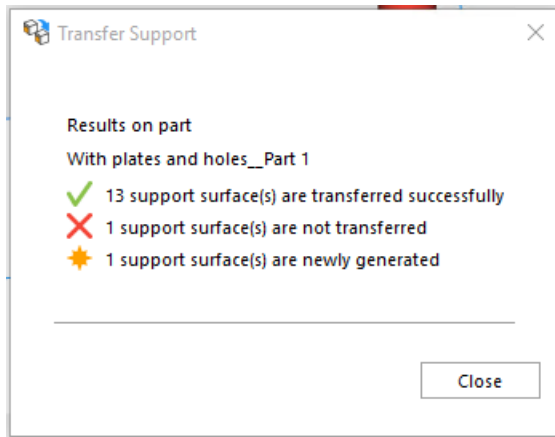 Transfer Support
Results on part
With plates and holes__Part 1
13 support surface(s) are transferred successfully
1 support surface(s) are not transferred
1 support surface(s) are newly generated
Close